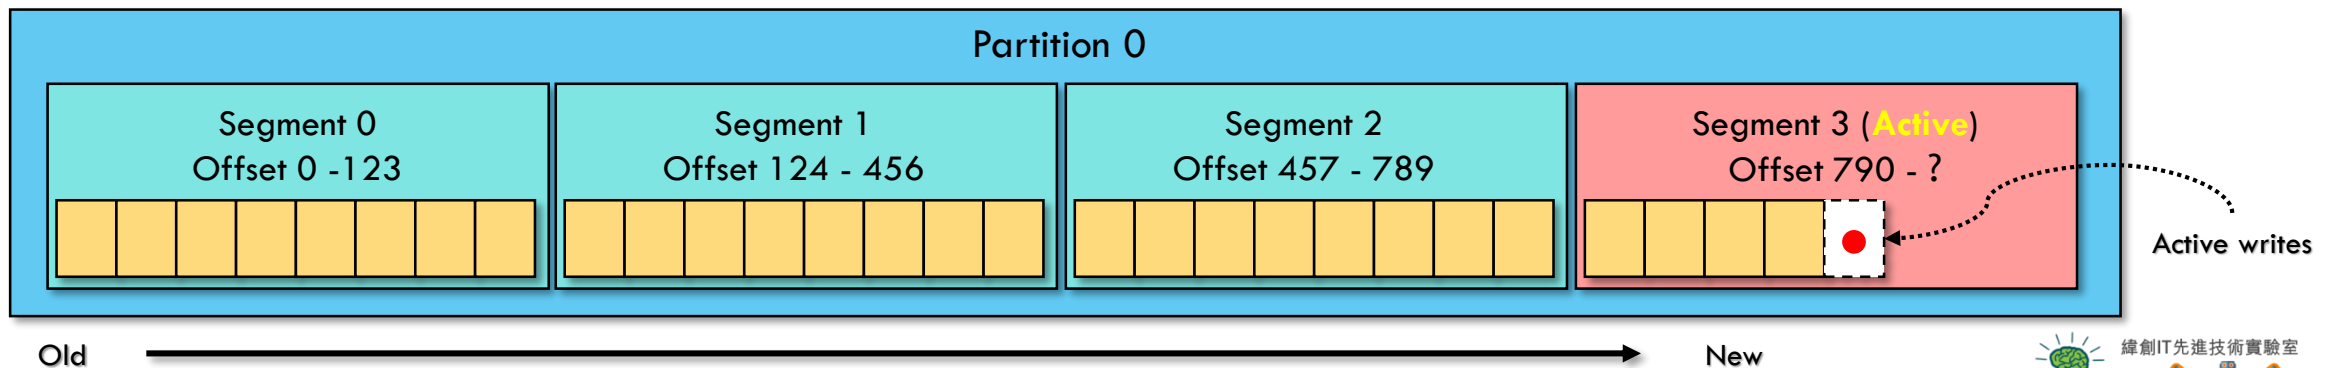 Partition 0
Segment 0
Offset 0 -123
Segment 1
Offset 124 - 456
Segment 2
Offset 457 - 789
Segment 3 (Active)
Offset 790 - ?
Active writes
Old
New
緯創IT先進技術實驗室